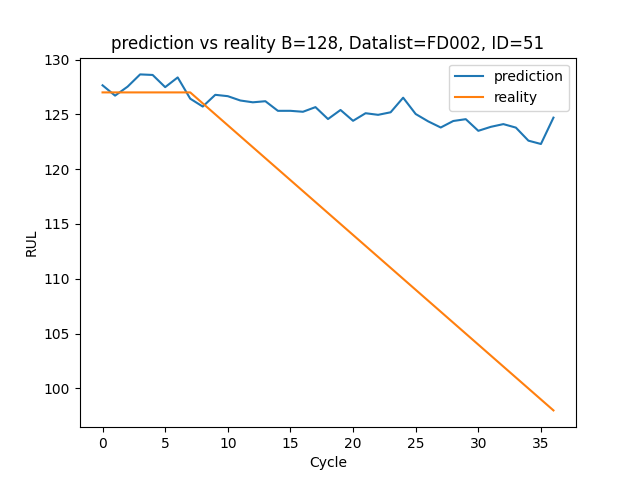 prediction vs reality B=128, Datalist=FD002, ID=51
prediction
reality
130
125
120
115
110
105
100
RUL
0 5 10 15 20 25 30 35
Cycle